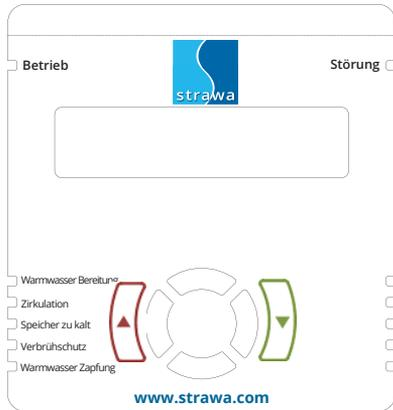 Betrieb
Störung
strawa
Warmwasser Bereitung
Zirkulation
Speicher zu kalt
Verbrühschutz
Warmwasser Zapfung
www.strawa.com